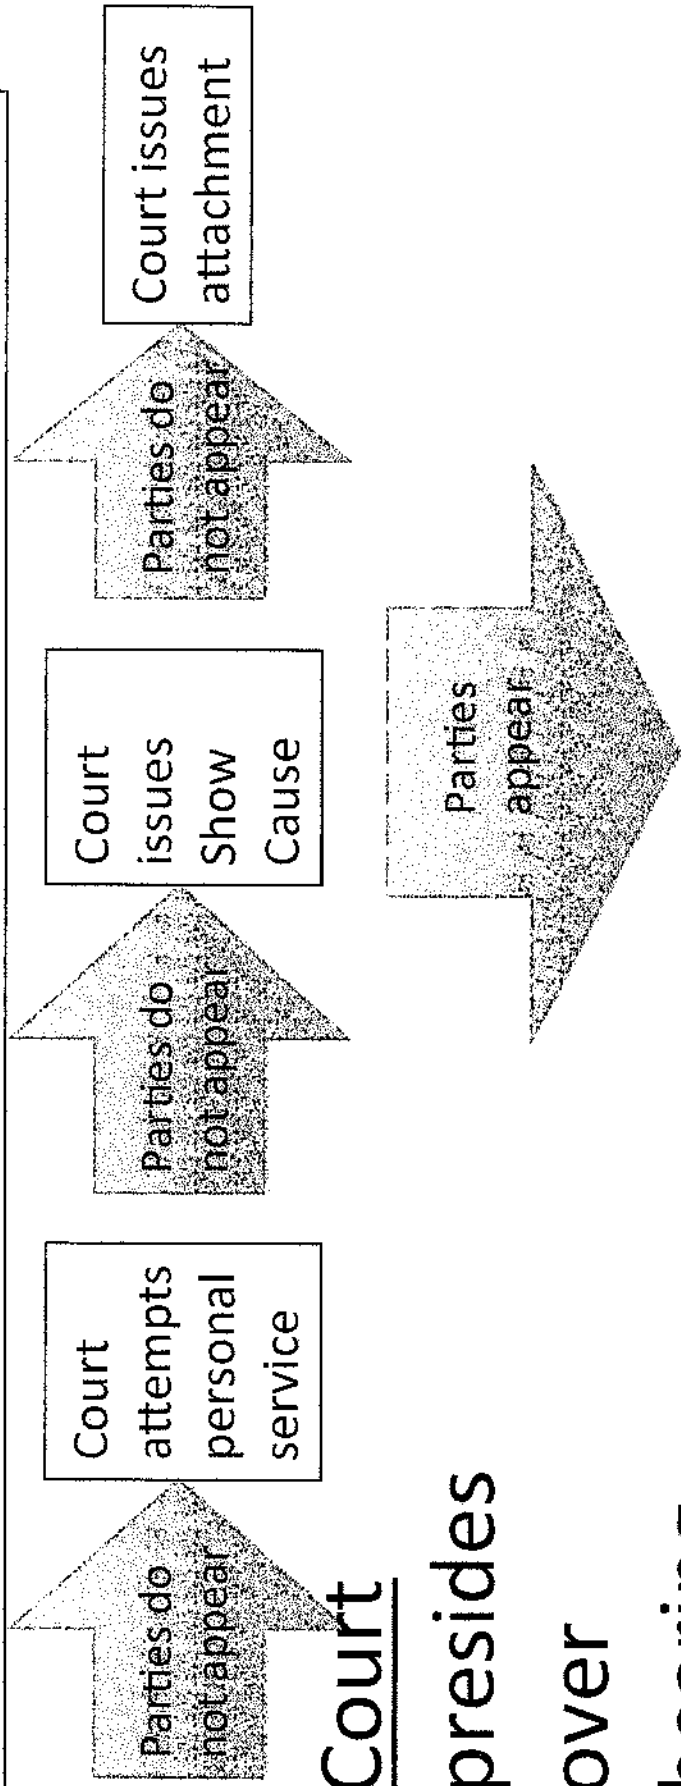 Parties do
not appear
Court
attempts
personal
service
Parties do
not appear
Court
issues
Show
Cause
Parties do
not appear
Court issues
attachment
Court
presides
over
hearing
Parties
appear